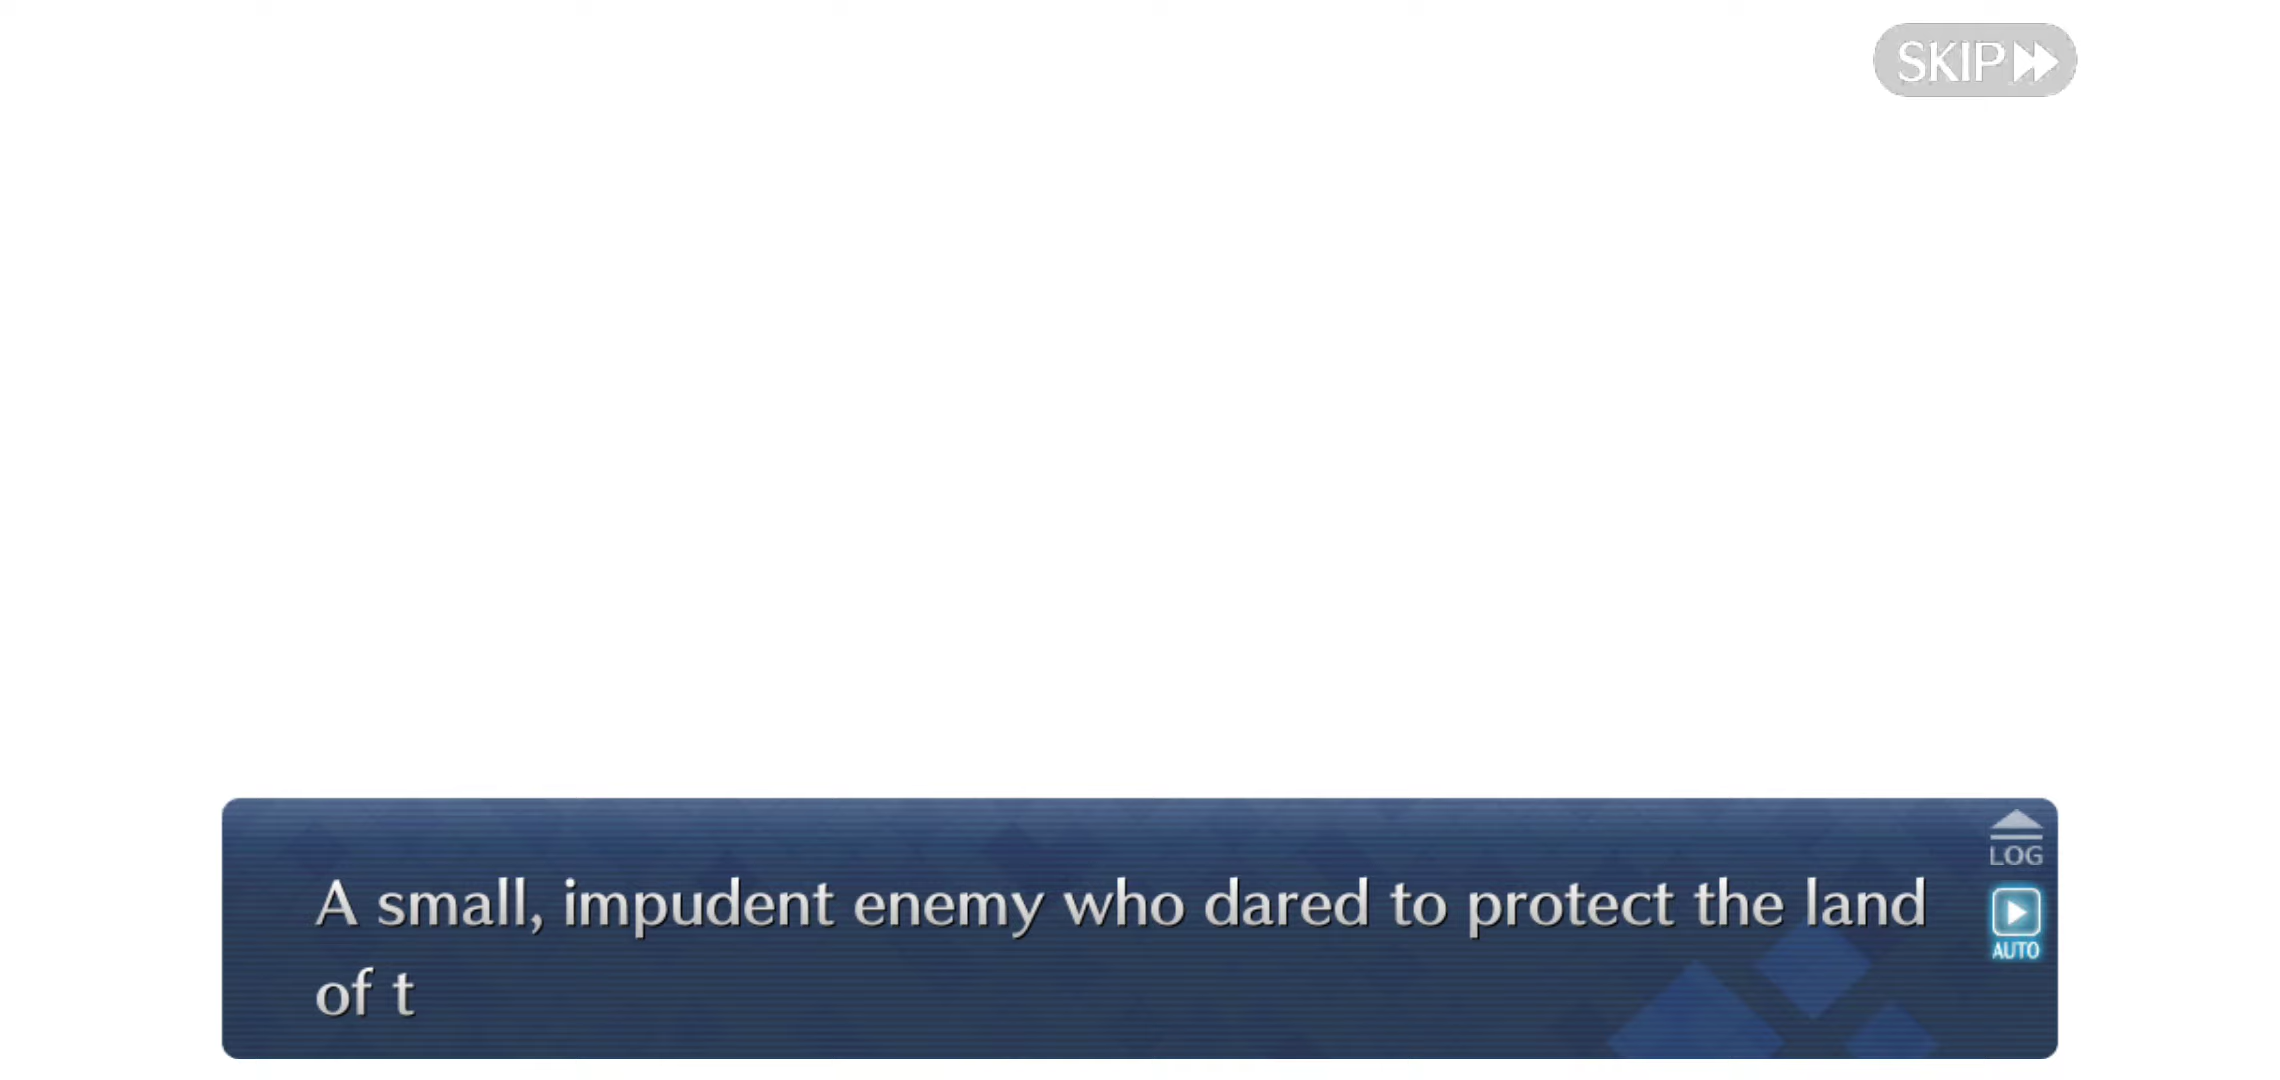 SKIP
LOG
A small, impudent enemy who dared to protect the land
AUTO
of t